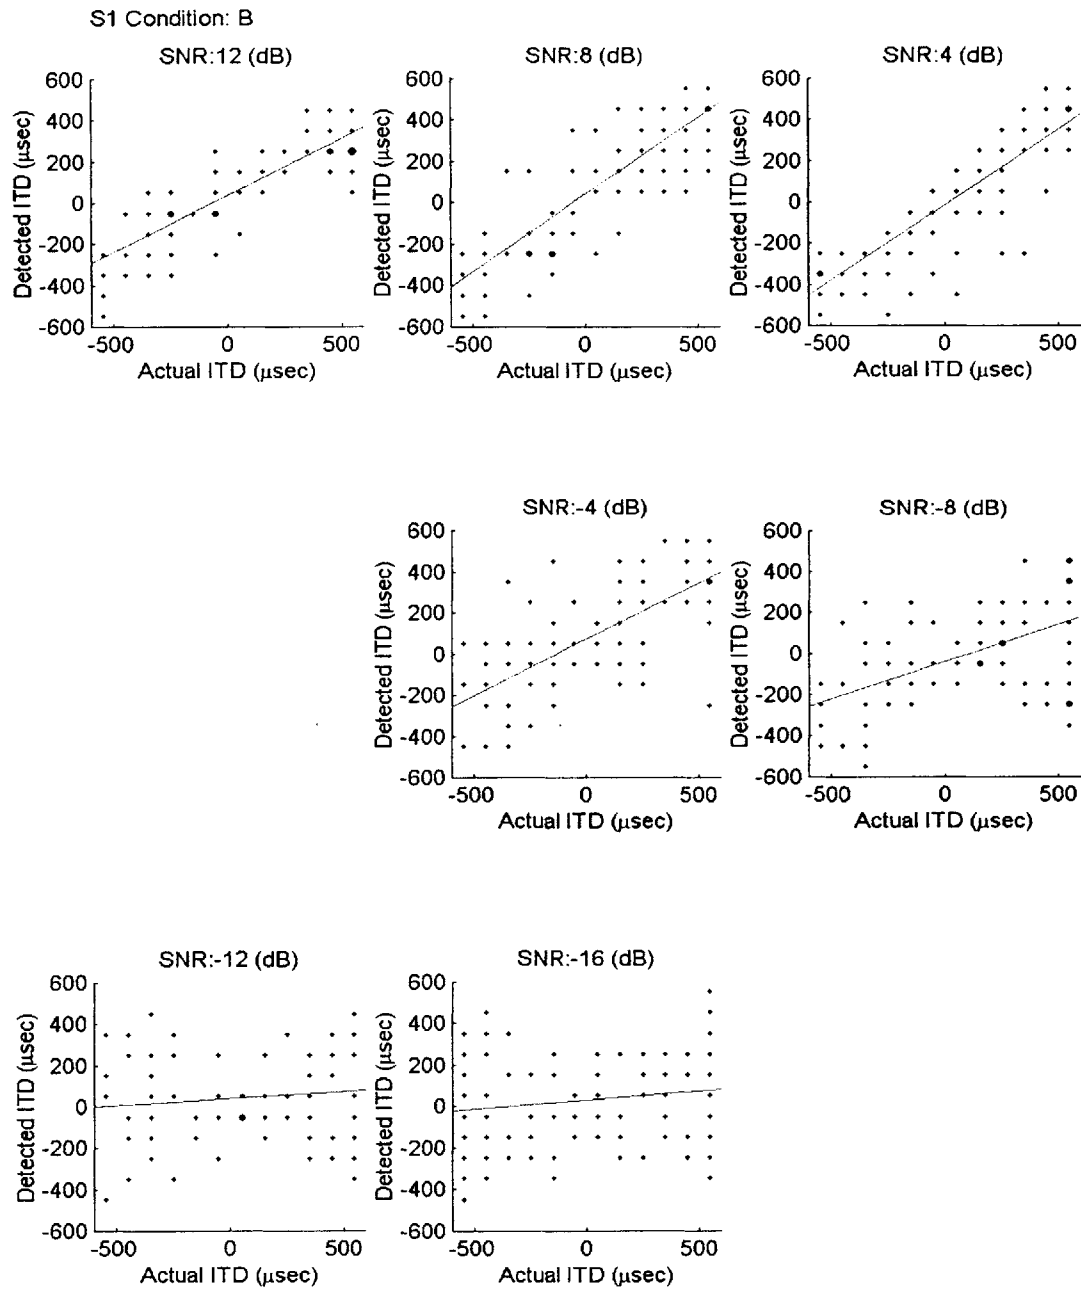 S1 Condition: B
SNR:12 (dB)
SNR:8 (dB)
SNR:4 (dB)
Detected ITD (μsec)
600
400
200
0
-200
-400
-600
-500 0 500
Actual ITD (μsec)
Detected ITD (μsec)
600
400
200
0
-200
-400
-600
-500 0 500
Actual ITD (μsec)
Detected ITD (μsec)
600
400
200
0
-200
-400
-600
-500 0 500
Actual ITD (μsec)
SNR:-4 (dB)
SNR:-8 (dB)
Detected ITD (μsec)
600
400
200
0
-200
-400
-600
-500 0 500
Actual ITD (μsec)
Detected ITD (μsec)
600
400
200
0
-200
-400
-600
-500 0 500
Actual ITD (μsec)
SNR:-12 (dB)
SNR:-16 (dB)
Detected ITD (μsec)
600
400
200
0
-200
-400
-600
-500 0 500
Actual ITD (μsec)
Detected ITD (μsec)
600
400
200
0
-200
-400
-600
-500 0 500
Actual ITD (μsec)